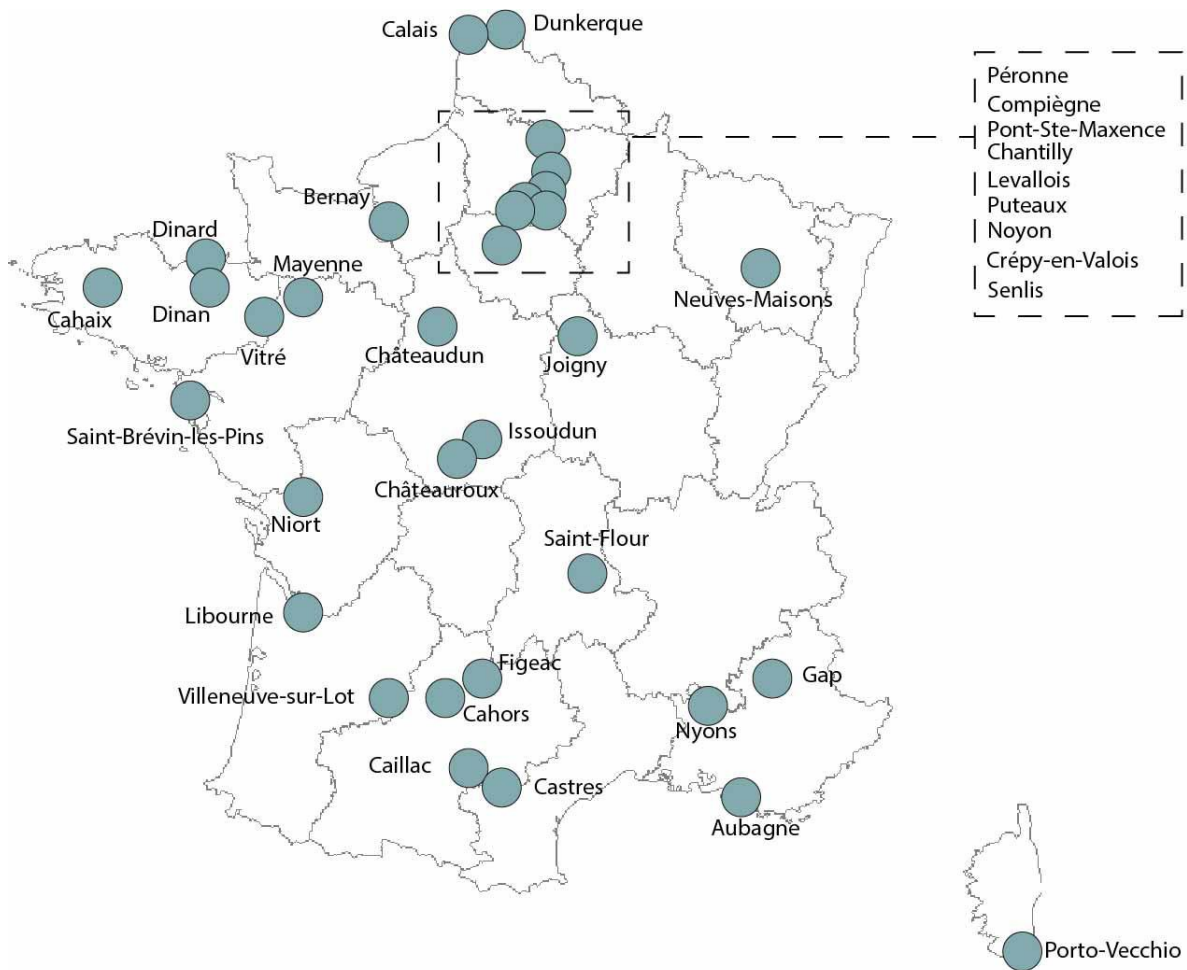 Calais
Dunkerque
Péronne
Compiègne
Pont-Ste-Maxence
Chantilly
Levallois
Puteaux
Noyon
Crépy-en-Valois
Senlis
Bernay
Dinard
Mayenne
Cahaix
Dinan
Vitré
Châteaudun
Joigny
Neuves-Maisons
Saint-Brévin-les-Pins
Issoudun
Châteauroux
Niort
Saint-Flour
Libourne
Figeac
Gap
Villeneuve-sur-Lot
Cahors
Nyons
Caillac
Castres
Aubagne
Porto-Vecchio